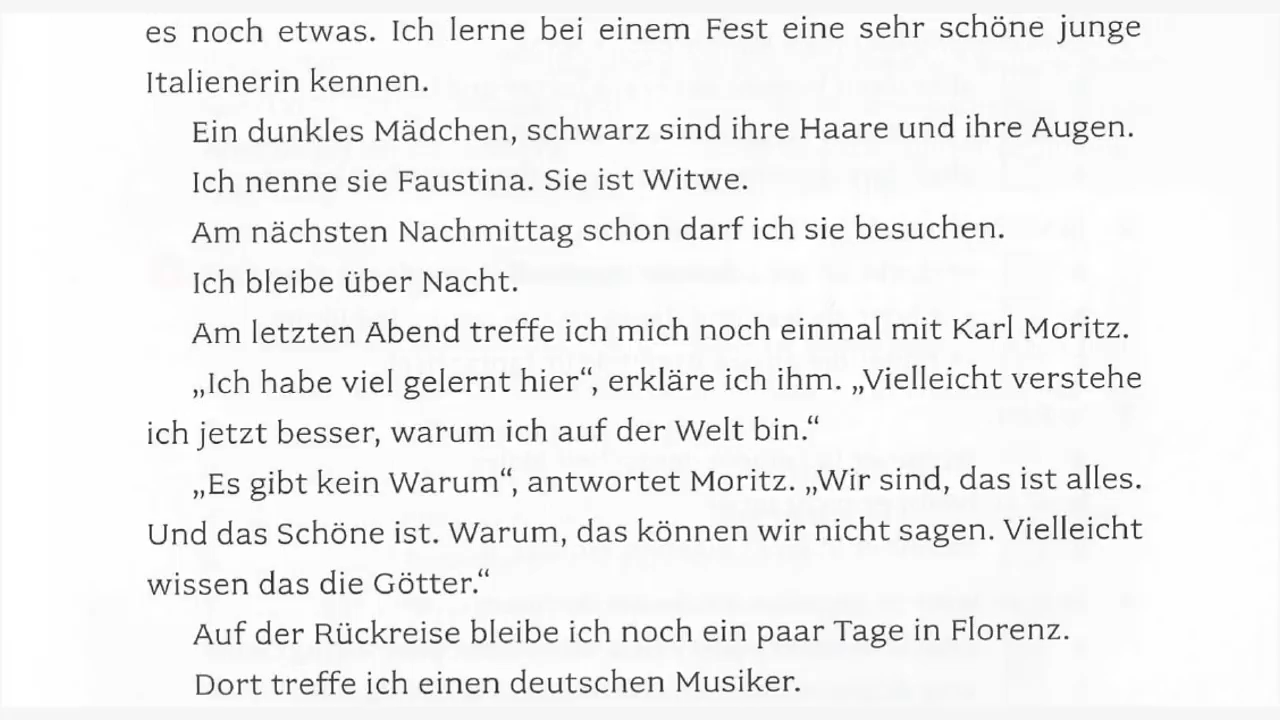 es noch etwas. Ich lerne bei einem Fest eine sehr schöne junge
Italienerin kennen.
Ein dunkles Mädchen, schwarz sind ihre Haare und ihre Augen.
Ich nenne sie Faustina. Sie ist Witwe.
Am nächsten Nachmittag schon darf ich sie besuchen.
Ich bleibe über Nacht.
Am letzten Abend treffe ich mich noch einmal mit Karl Moritz.
„Ich habe viel gelernt hier“, erkläre ich ihm. „Vielleicht verstehe
ich jetzt besser, warum ich auf der Welt bin.“
„Es gibt kein Warum“, antwortet Moritz. „Wir sind, das ist alles.
Und das Schöne ist. Warum, das können wir nicht sagen. Vielleicht
wissen das die Götter.“
Auf der Rückreise bleibe ich noch ein paar Tage in Florenz.
Dort treffe ich einen deutschen Musiker.